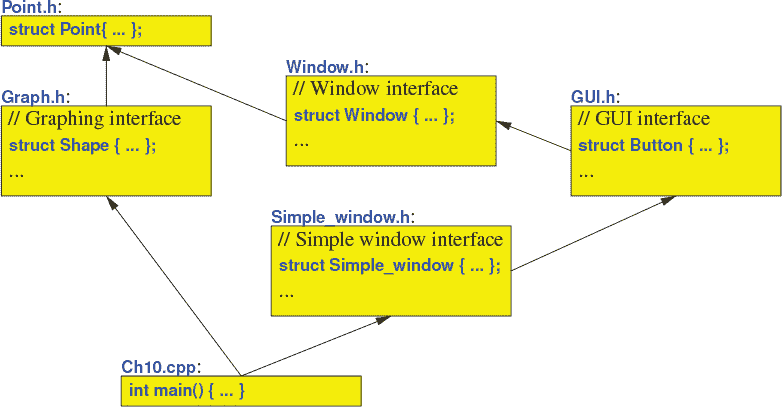 Point.h:
struct Point{ ... };
Window.h:
// Window interface
struct Window { ... };
...
Graph.h:
// Graphing interface
struct Shape { ... };
...
GUI.h:
// GUI interface
struct Button { ... };
...
Simple_window.h:
// Simple window interface
struct Simple_window { ... };
...
Ch10.cpp:
int main() { ... }